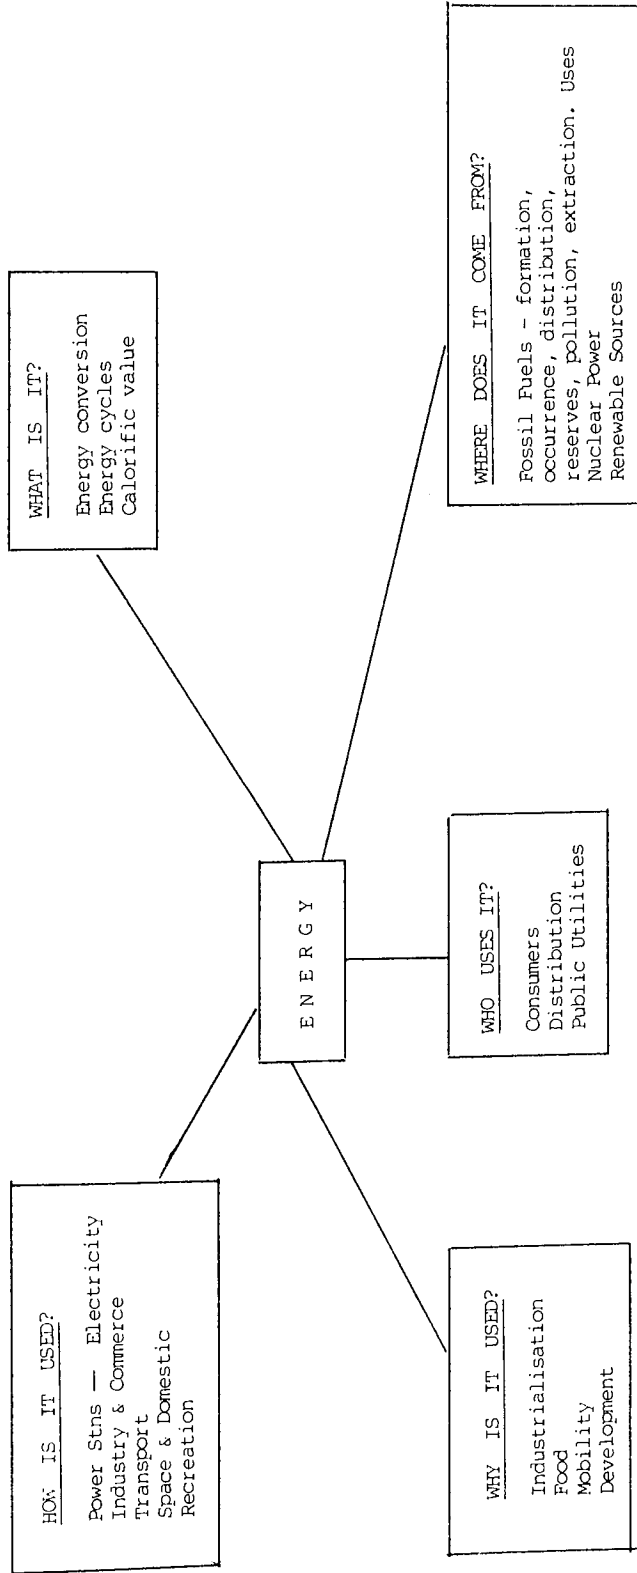 HOW IS IT USED?
Power Stns — Electricity
Industry & Commerce
Transport
Space & Domestic
Recreation
WHAT IS IT?
Energy conversion
Energy cycles
Calorific value
ENERGY
WHY IS IT USED?
Industrialisation
Food
Mobility
Development
WHO USES IT?
Consumers
Distribution
Public Utilities
WHERE DOES IT COME FROM?
Fossil Fuels - formation,
occurrence, distribution,
reserves, pollution, extraction. Uses
Nuclear Power
Renewable Sources